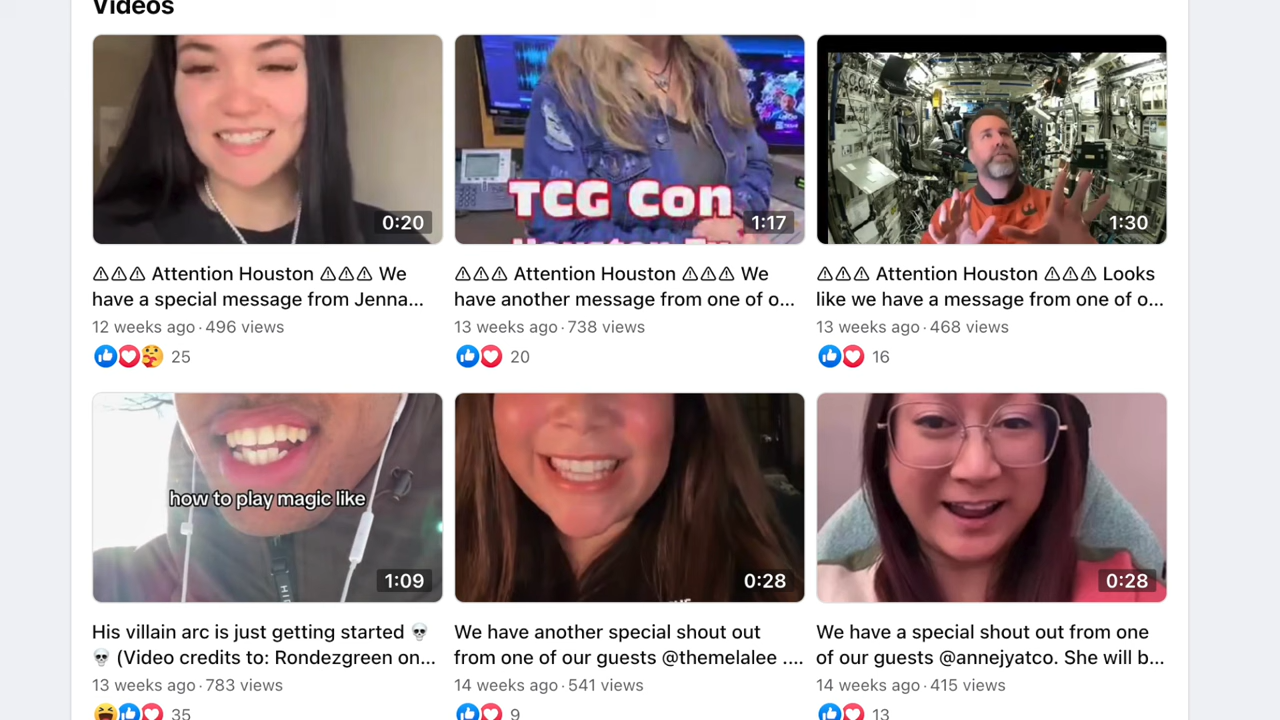 Videos
0:20
TCG Con
1:17
1:30
⚠⚠⚠ Attention Houston ⚠⚠⚠ We
have a special message from Jenna...
12 weeks ago · 496 views
25
⚠⚠⚠ Attention Houston ⚠⚠⚠ We
have another message from one of o...
13 weeks ago · 738 views
20
⚠⚠⚠ Attention Houston ⚠⚠⚠ Looks
like we have a message from one of o...
13 weeks ago · 468 views
16
how to play magic like
1:09
0:28
0:28
His villain arc is just getting started 💀
💀 (Video credits to: Rondezgreen on...
13 weeks ago · 783 views
35
We have another special shout out
from one of our guests @themelalee ....
14 weeks ago · 541 views
9
We have a special shout out from one
of our guests @annejyatco. She will b...
14 weeks ago · 415 views
13